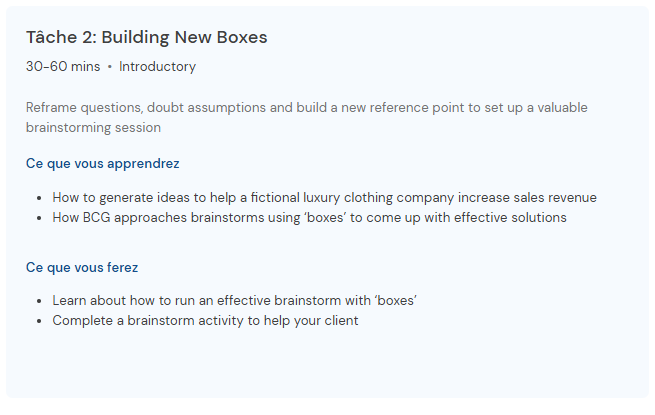 Tâche 2: Building New Boxes
30-60 mins • Introductory
Reframe questions, doubt assumptions and build a new reference point to set up a valuable
brainstorming session
Ce que vous apprendrez
• How to generate ideas to help a fictional luxury clothing company increase sales revenue
• How BCG approaches brainstorms using ‘boxes’ to come up with effective solutions
Ce que vous ferez
• Learn about how to run an effective brainstorm with ‘boxes’
• Complete a brainstorm activity to help your client